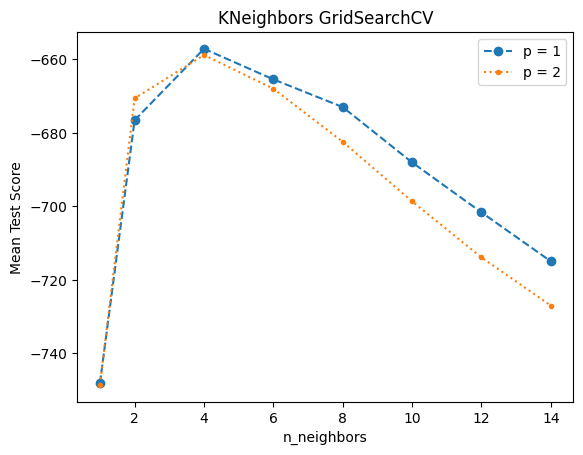 KNeighbors GridSearchCV
p = 1
p = 2
Mean Test Score
−660
−680
−700
−720
−740
2 4 6 8 10 12 14
n_neighbors